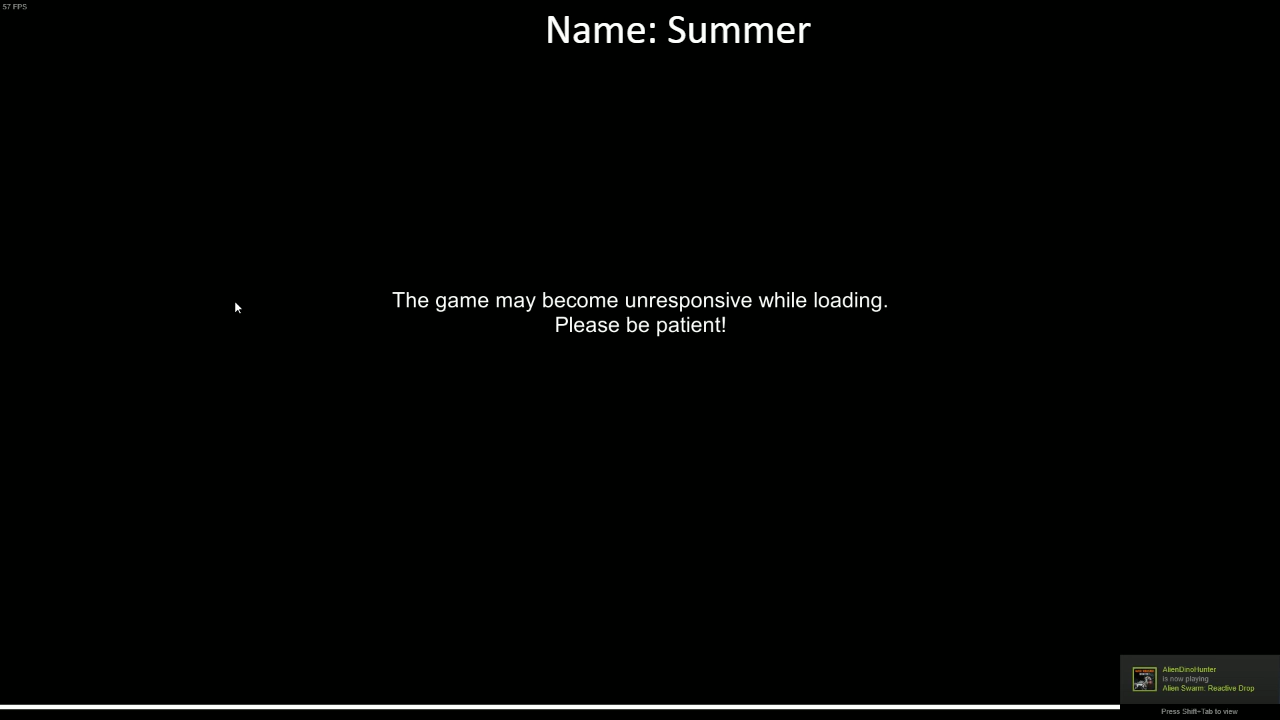 57 FPS
Name: Summer
The game may become unresponsive while loading.
Please be patient!
AlienDinoHunter
is now playing
Alien Swarm: Reactive Drop
Press Shift+Tab to view